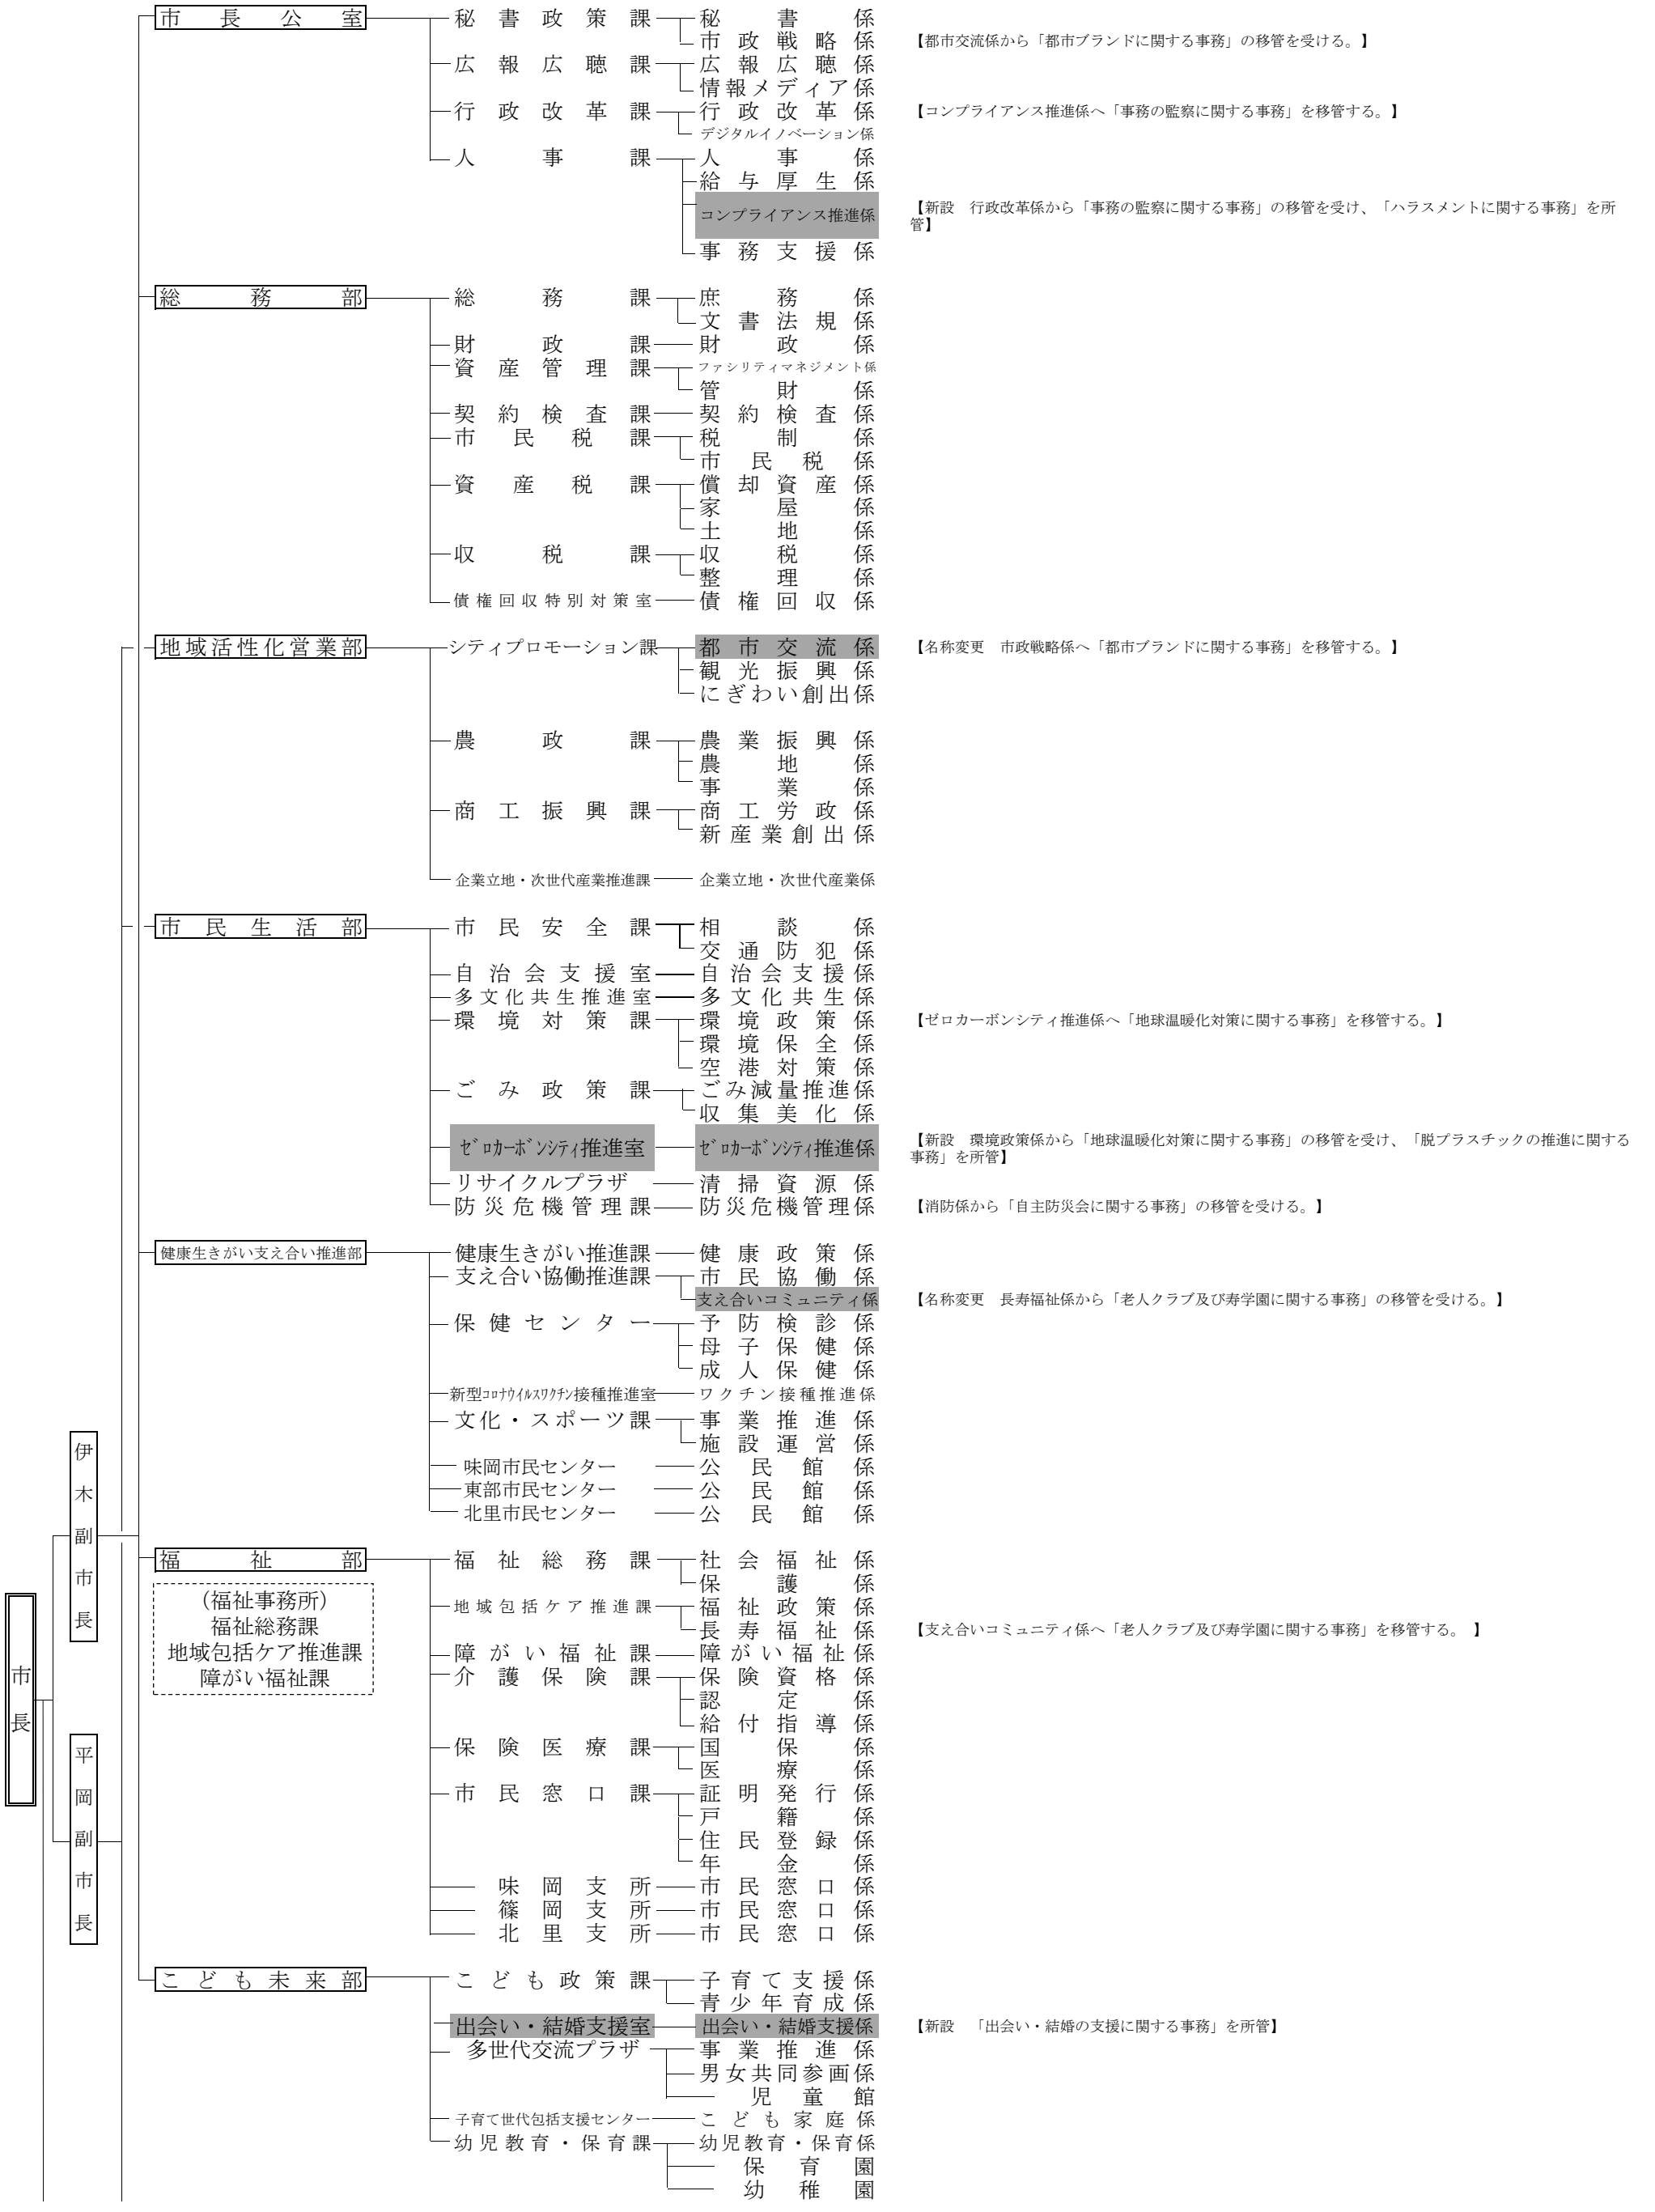 市長公室 秘書政策課 秘書係
市政戦略係 【都市交流係から「都市ブランドに関する事務」の移管を受ける。】
広報広聴課 広報広聴係
情報メディア係
行政改革課 行政改革係 【コンプライアンス推進係へ「事務の監察に関する事務」を移管する。】
デジタルイノベーション係
人事課 人事係
給与厚生係
コンプライアンス推進係 【新設　行政改革係から「事務の監察に関する事務」の移管を受け、「ハラスメントに関する事務」を所
管】
事務支援係
総務部 総務課 庶務係
文書法規係
財政課 財政係
資産管理課 ファシリティマネジメント係
管財係
契約検査課 契約検査係
市民税課 税制係
市民税係
資産税課 償却資産係
家屋係
土地係
収税課 収税係
整理係
債権回収特別対策室 債権回収係
地域活性化営業部 シティプロモーション課 都市交流係 【名称変更　市政戦略係へ「都市ブランドに関する事務」を移管する。】
観光振興係
にぎわい創出係
農政課 農業振興係
農地係
事業係
商工振興課 商工労政係
新産業創出係
企業立地・次世代産業推進課 企業立地・次世代産業係
市民生活部 市民安全課 相談係
交通防犯係
自治会支援室 自治会支援係
多文化共生推進室 多文化共生係
環境対策課 環境政策係 【ゼロカーボンシティ推進係へ「地球温暖化対策に関する事務」を移管する。】
環境保全係
空港対策係
ごみ政策課 ごみ減量推進係
収集美化係
ｾﾞﾛｶｰﾎﾞﾝｼﾃｨ推進室 ｾﾞﾛｶｰﾎﾞﾝｼﾃｨ推進係 【新設　環境政策係から「地球温暖化対策に関する事務」の移管を受け、「脱プラスチックの推進に関する
事務」を所管】
リサイクルプラザ 清掃資源係
防災危機管理課 防災危機管理係 【消防係から「自主防災会に関する事務」の移管を受ける。】
健康生きがい支え合い推進部 健康生きがい推進課 健康政策係
支え合い協働推進課 市民協働係
支え合いコミュニティ係 【名称変更　長寿福祉係から「老人クラブ及び寿学園に関する事務」の移管を受ける。】
保健センター 予防検診係
母子保健係
成人保健係
新型ｺﾛﾅｳｲﾙｽﾜｸﾁﾝ接種推進室 ワクチン接種推進係
文化・スポーツ課 事業推進係
施設運営係
味岡市民センター 公民館係
東部市民センター 公民館係
北里市民センター 公民館係
伊木副市長
福祉部 福祉総務課 社会福祉係
保護係
（福祉事務所）
福祉総務課
地域包括ケア推進課
障がい福祉課
地域包括ケア推進課 福祉政策係
長寿福祉係 【支え合いコミュニティ係へ「老人クラブ及び寿学園に関する事務」を移管する。 】
障がい福祉課 障がい福祉係
介護保険課 保険資格係
認定係
給付指導係
市長
保険医療課 国保係
医療係
平岡副市長
市民窓口課 証明発行係
戸籍係
住民登録係
年金係
味岡支所 市民窓口係
篠岡支所 市民窓口係
北里支所 市民窓口係
こども未来部 こども政策課 子育て支援係
青少年育成係
出会い・結婚支援室 出会い・結婚支援係 【新設　「出会い・結婚の支援に関する事務」を所管】
多世代交流プラザ 事業推進係
男女共同参画係
児童館
子育て世代包括支援センター こども家庭係
幼児教育・保育課 幼児教育・保育係
保育園
幼稚園